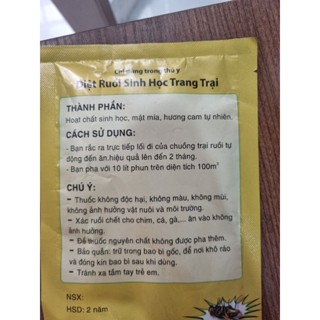 Chỉ dùng trong thú y
Diệt Ruồi Sinh Học Trang Trại
THÀNH PHẦN:
Hoạt chất sinh học, mật mía, hương cam tự nhiên.
CÁCH SỬ DỤNG:
- Bạn rắc ra trực tiếp lối đi của chuồng trại ruồi tự
động đến ăn.hiệu quả lên đến 2 tháng.
- Bạn pha với 10 lít phun trên diện tích 100m²
CHÚ Ý:
- Thuốc không độc hại, không màu, không mùi,
không ảnh hưởng vật nuôi và môi trường.
- Xác ruồi chết cho chim, cá, gà,... ăn vào không
ảnh hưởng.
- Để thuốc nguyên chất không được pha thêm.
- Bảo quản: trữ trong bao bì gốc, để nơi khô ráo
và đóng kín bao bì sau khi dùng.
- Tránh xa tầm tay trẻ em.
NSX:
HSD: 2 năm